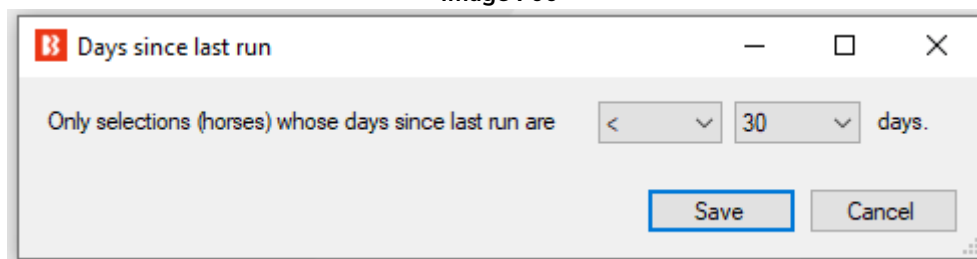 Days since last run
Only selections (horses) whose days since last run are < 30 days.
Save Cancel